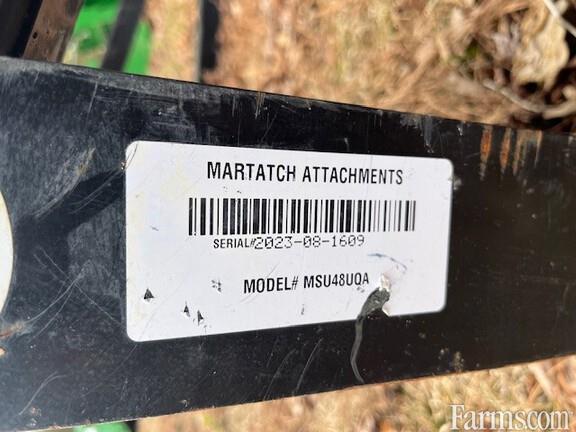 MARTATCH ATTACHMENTS
SERIAL# 2023-08-1609
MODEL# MSU48UQA
Farms.com